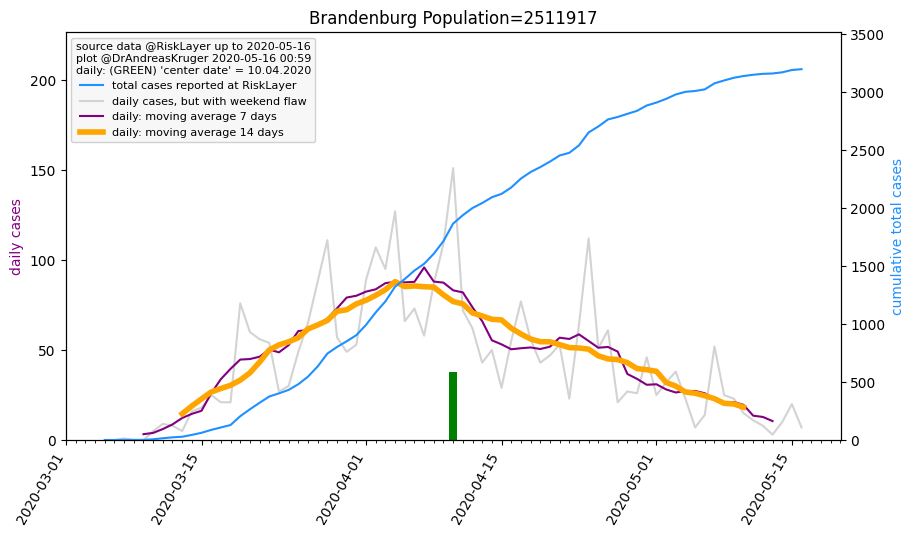 Brandenburg Population=2511917
source data @RiskLayer up to 2020-05-16
plot @DrAndreasKruger 2020-05-16 00:59
daily: (GREEN) 'center date' = 10.04.2020
total cases reported at RiskLayer
daily cases, but with weekend flaw
daily: moving average 7 days
daily: moving average 14 days
daily cases
200
150
100
50
0
3500
3000
2500
2000
1500
1000
500
0
cumulative total cases
2020-03-01
2020-03-15
2020-04-01
2020-04-15
2020-05-01
2020-05-15